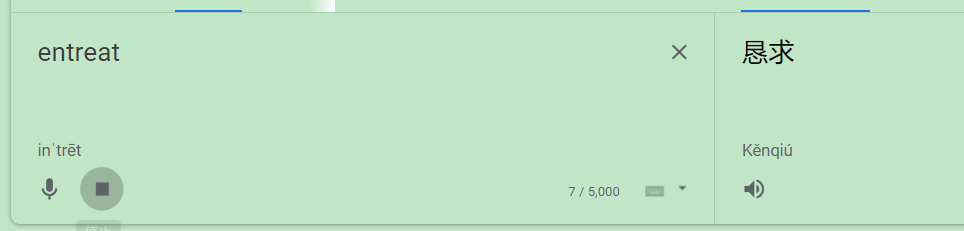 entreat
恳求
inˈtrēt
Kěnqiú
7 / 5,000